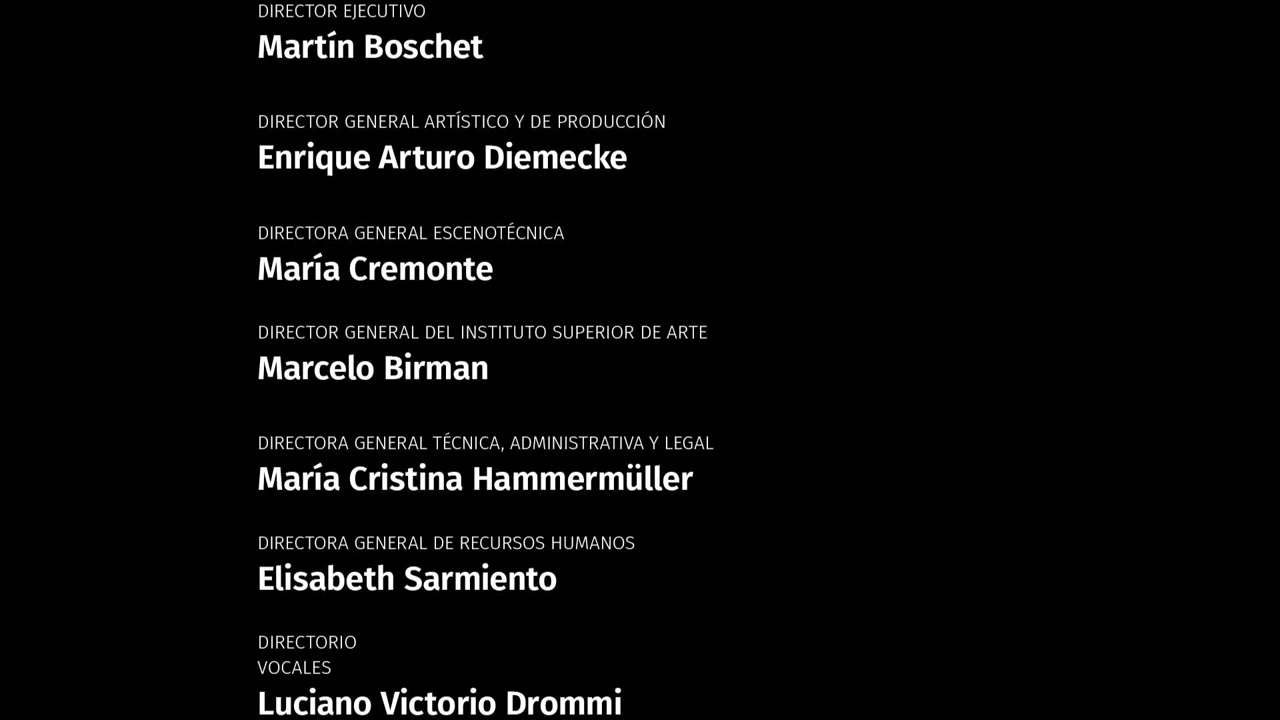 DIRECTOR EJECUTIVO
Martín Boschet
DIRECTOR GENERAL ARTÍSTICO Y DE PRODUCCIÓN
Enrique Arturo Diemecke
DIRECTORA GENERAL ESCENOTÉCNICA
María Cremonte
DIRECTOR GENERAL DEL INSTITUTO SUPERIOR DE ARTE
Marcelo Birman
DIRECTORA GENERAL TÉCNICA, ADMINISTRATIVA Y LEGAL
María Cristina Hammermüller
DIRECTORA GENERAL DE RECURSOS HUMANOS
Elisabeth Sarmiento
DIRECTORIO
VOCALES
Luciano Victorio Drommi